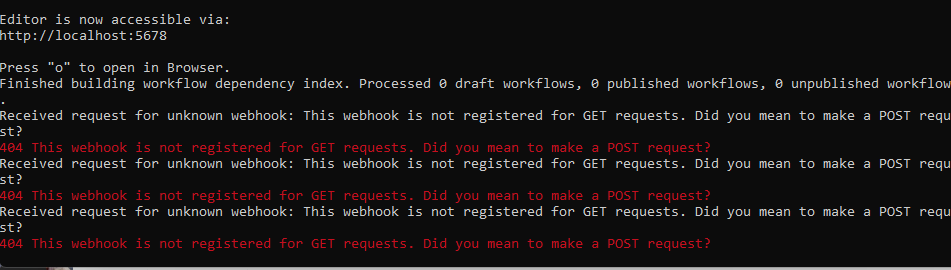 Editor is now accessible via:
http://localhost:5678
Press "o" to open in Browser.
Finished building workflow dependency index. Processed 0 draft workflows, 0 published workflows, 0 unpublished workflow
.
Received request for unknown webhook: This webhook is not registered for GET requests. Did you mean to make a POST requ
st?
404 This webhook is not registered for GET requests. Did you mean to make a POST request?
Received request for unknown webhook: This webhook is not registered for GET requests. Did you mean to make a POST requ
st?
404 This webhook is not registered for GET requests. Did you mean to make a POST request?
Received request for unknown webhook: This webhook is not registered for GET requests. Did you mean to make a POST requ
st?
404 This webhook is not registered for GET requests. Did you mean to make a POST request?